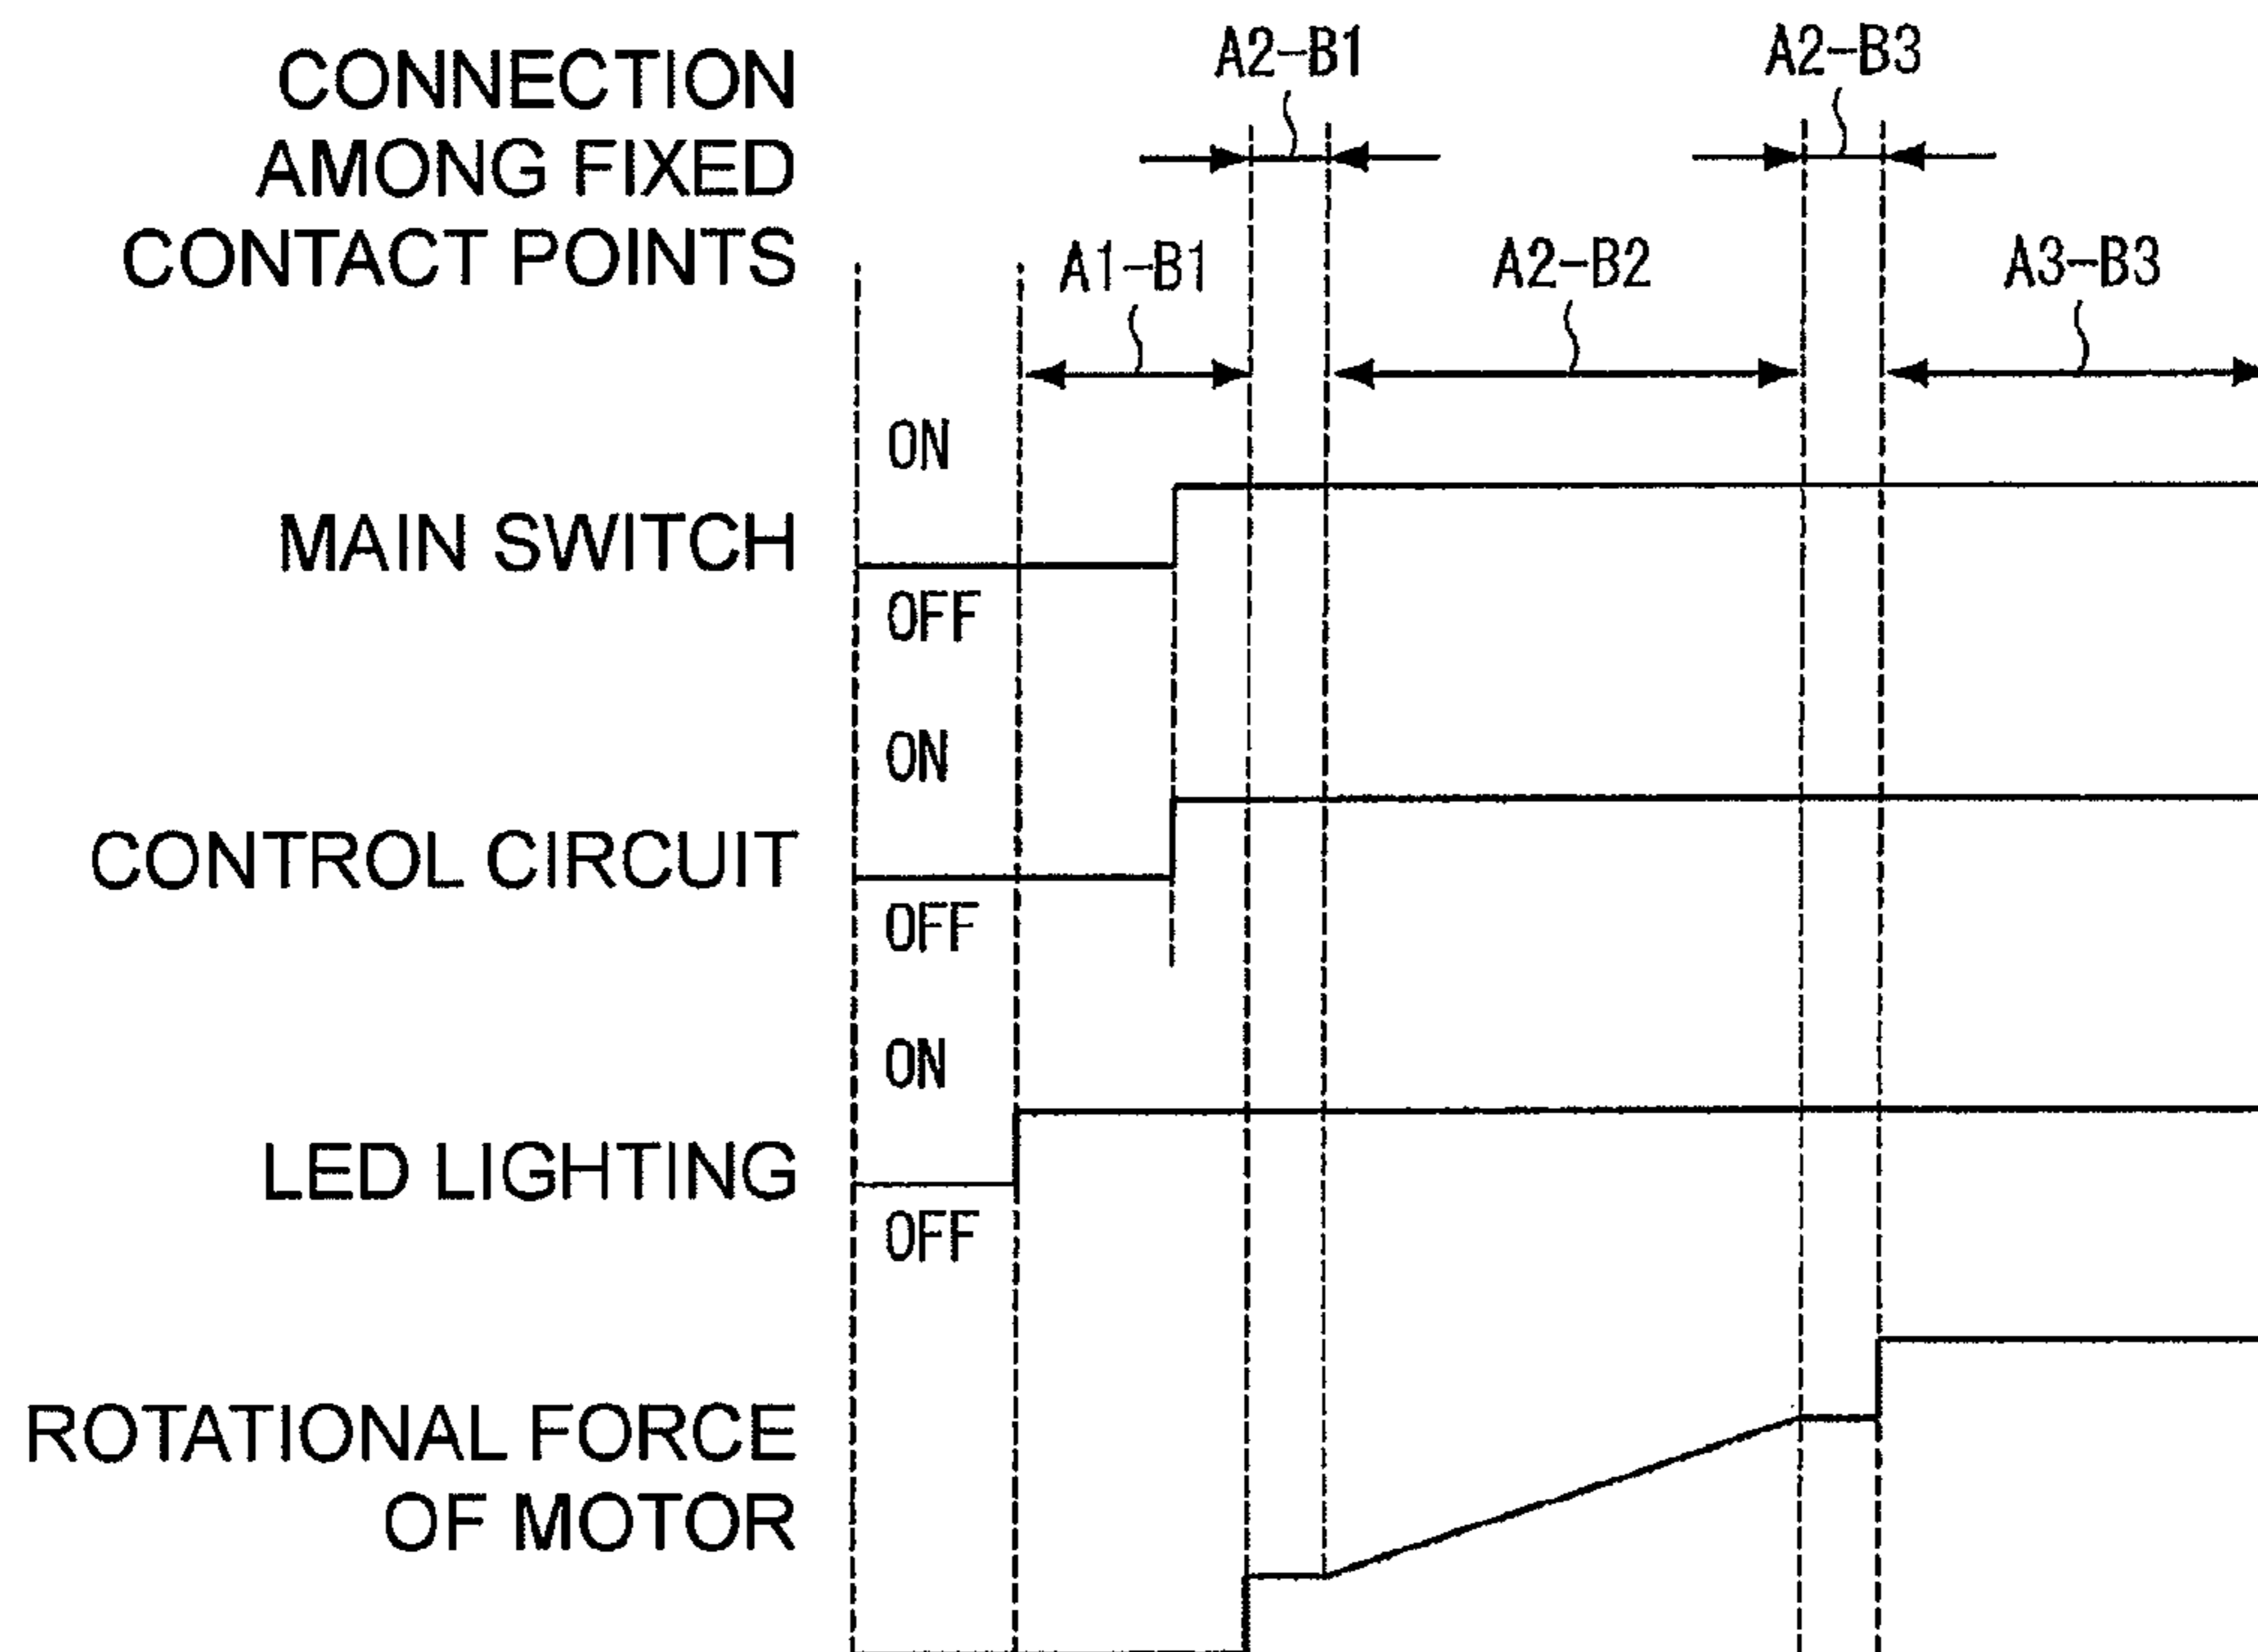 CONNECTION
AMONG FIXED
CONTACT POINTS
A2-B1
A2-B3
A1-B1
A2-B2
A3-B3
MAIN SWITCH
ON
OFF
CONTROL CIRCUIT
ON
OFF
LED LIGHTING
ON
OFF
ROTATIONAL FORCE
OF MOTOR